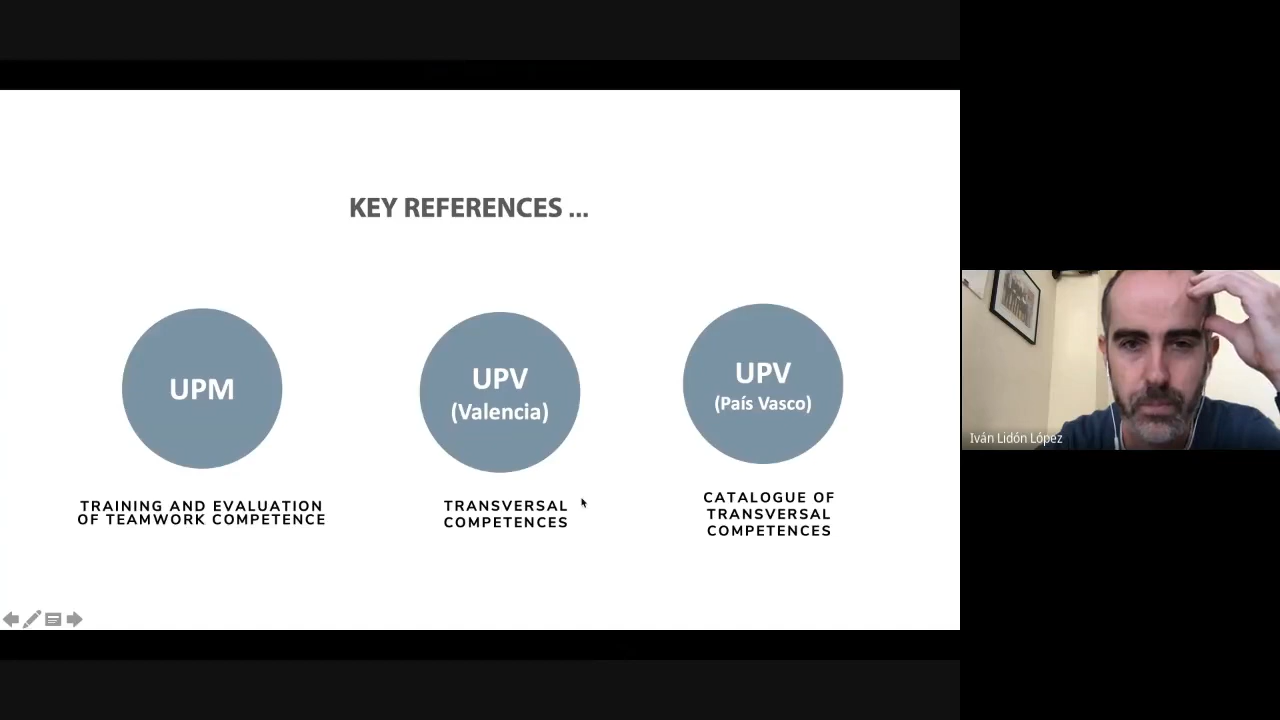 KEY REFERENCES ...
UPM
TRAINING AND EVALUATION
OF TEAMWORK COMPETENCE
UPV
(Valencia)
TRANSVERSAL
COMPETENCES
UPV
(País Vasco)
CATALOGUE OF
TRANSVERSAL
COMPETENCES
Iván Lidón López